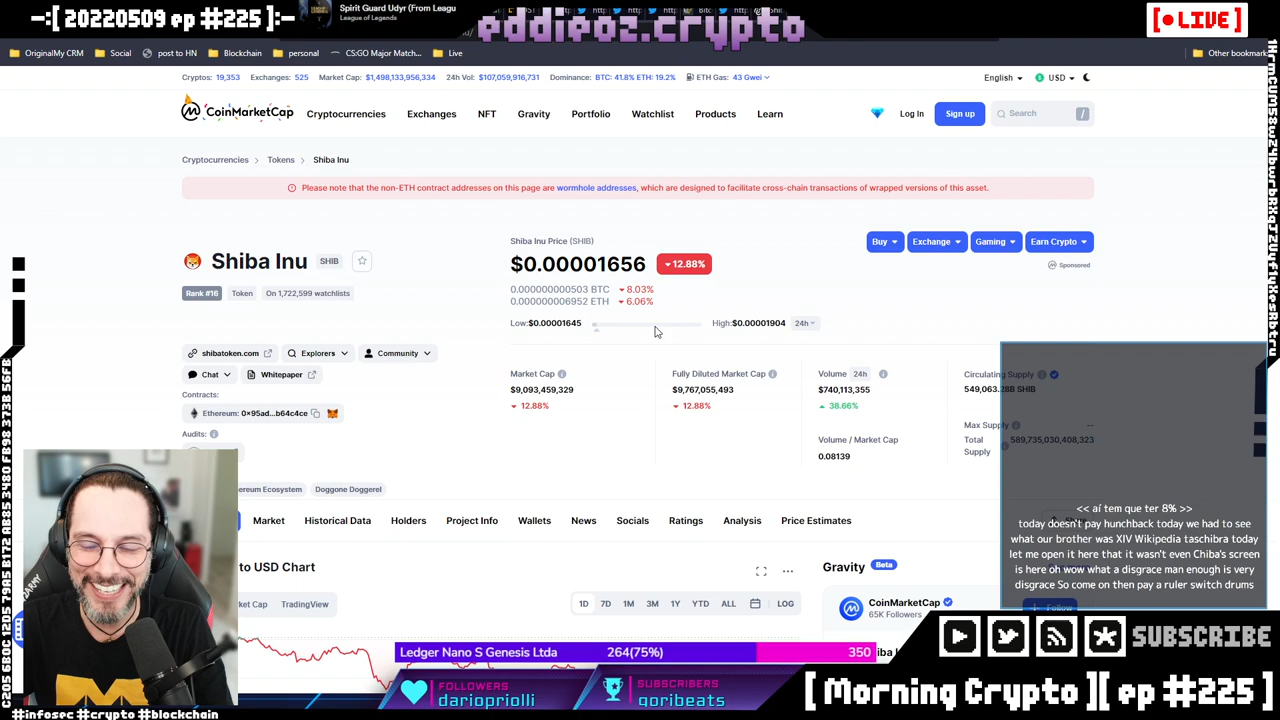 -:[ 20220509 ep #225 ]:-
Spirit Guard Udyr (From Leagu
League of Legends
eddieoz.crypto
[●LIVE]
OriginalMy CRM
Social
post to HN
Blockchain
personal
CS:GO Major Match...
Live
Other bookmark
Cryptos: 19,353 Exchanges: 525 Market Cap: $1,498,133,956,334 24h Vol: $107,059,916,731 Dominance: BTC: 41.8% ETH: 19.2% ETH Gas: 43 Gwei
English USD
CoinMarketCap
Cryptocurrencies Exchanges NFT Gravity Portfolio Watchlist Products Learn
Log In Sign up Search /
Cryptocurrencies > Tokens > Shiba Inu
Please note that the non-ETH contract addresses on this page are wormhole addresses, which are designed to facilitate cross-chain transactions of wrapped versions of this asset.
Shiba Inu SHIB
Rank #16 Token On 1,722,599 watchlists
Shiba Inu Price (SHIB)
$0.00001656 12.88%
0.000000000503 BTC 8.03%
0.000000006952 ETH 6.06%
Low: $0.00001645 High: $0.00001904 24h
Buy Exchange Gaming Earn Crypto
Sponsored
shibatoken.com Explorers Community
Chat Whitepaper
Contracts:
Ethereum: 0x95ad...b64c4ce
Audits:
Market Cap
$9,093,459,329
12.88%
Fully Diluted Market Cap
$9,767,055,493
12.88%
Volume 24h
$740,113,355
38.66%
Volume / Market Cap
0.08139
Circulating Supply
549,063.28B SHIB
Max Supply --
Total Supply 589,735,030,408,323
ereum Ecosystem Doggone Doggerel
Market Historical Data Holders Project Info Wallets News Socials Ratings Analysis Price Estimates
to USD Chart
ket Cap TradingView
1D 7D 1M 3M 1Y YTD ALL LOG
Gravity Beta
CoinMarketCap
65K Followers
Follow
<< aí tem que ter 8% >>
today doesn't pay hunchback today we had to see
what our brother was XIV Wikipedia taschibra today
let me open it here that it wasn't even Chiba's screen
is here oh wow what a disgrace man enough is very
disgrace So come on then pay a ruler switch drums
Ledger Nano S Genesis Ltda 264(75%) 350
FOLLOWERS
dariopriolli
SUBSCRIBERS
goribeats
SUBSCRIBE
[ Morning Crypto ][ ep #225 ]
#infosec #crypto #blockchain